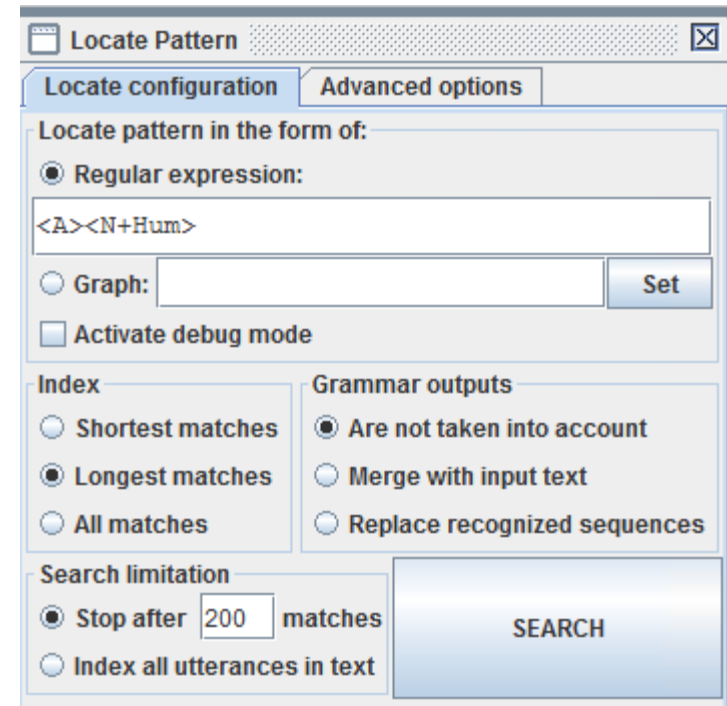 Locate Pattern
Locate configuration Advanced options
Locate pattern in the form of:
Regular expression:
<A><N+Hum>
Graph: Set
Activate debug mode
Index Grammar outputs
Shortest matches Are not taken into account
Longest matches Merge with input text
All matches Replace recognized sequences
Search limitation
Stop after 200 matches
SEARCH
Index all utterances in text